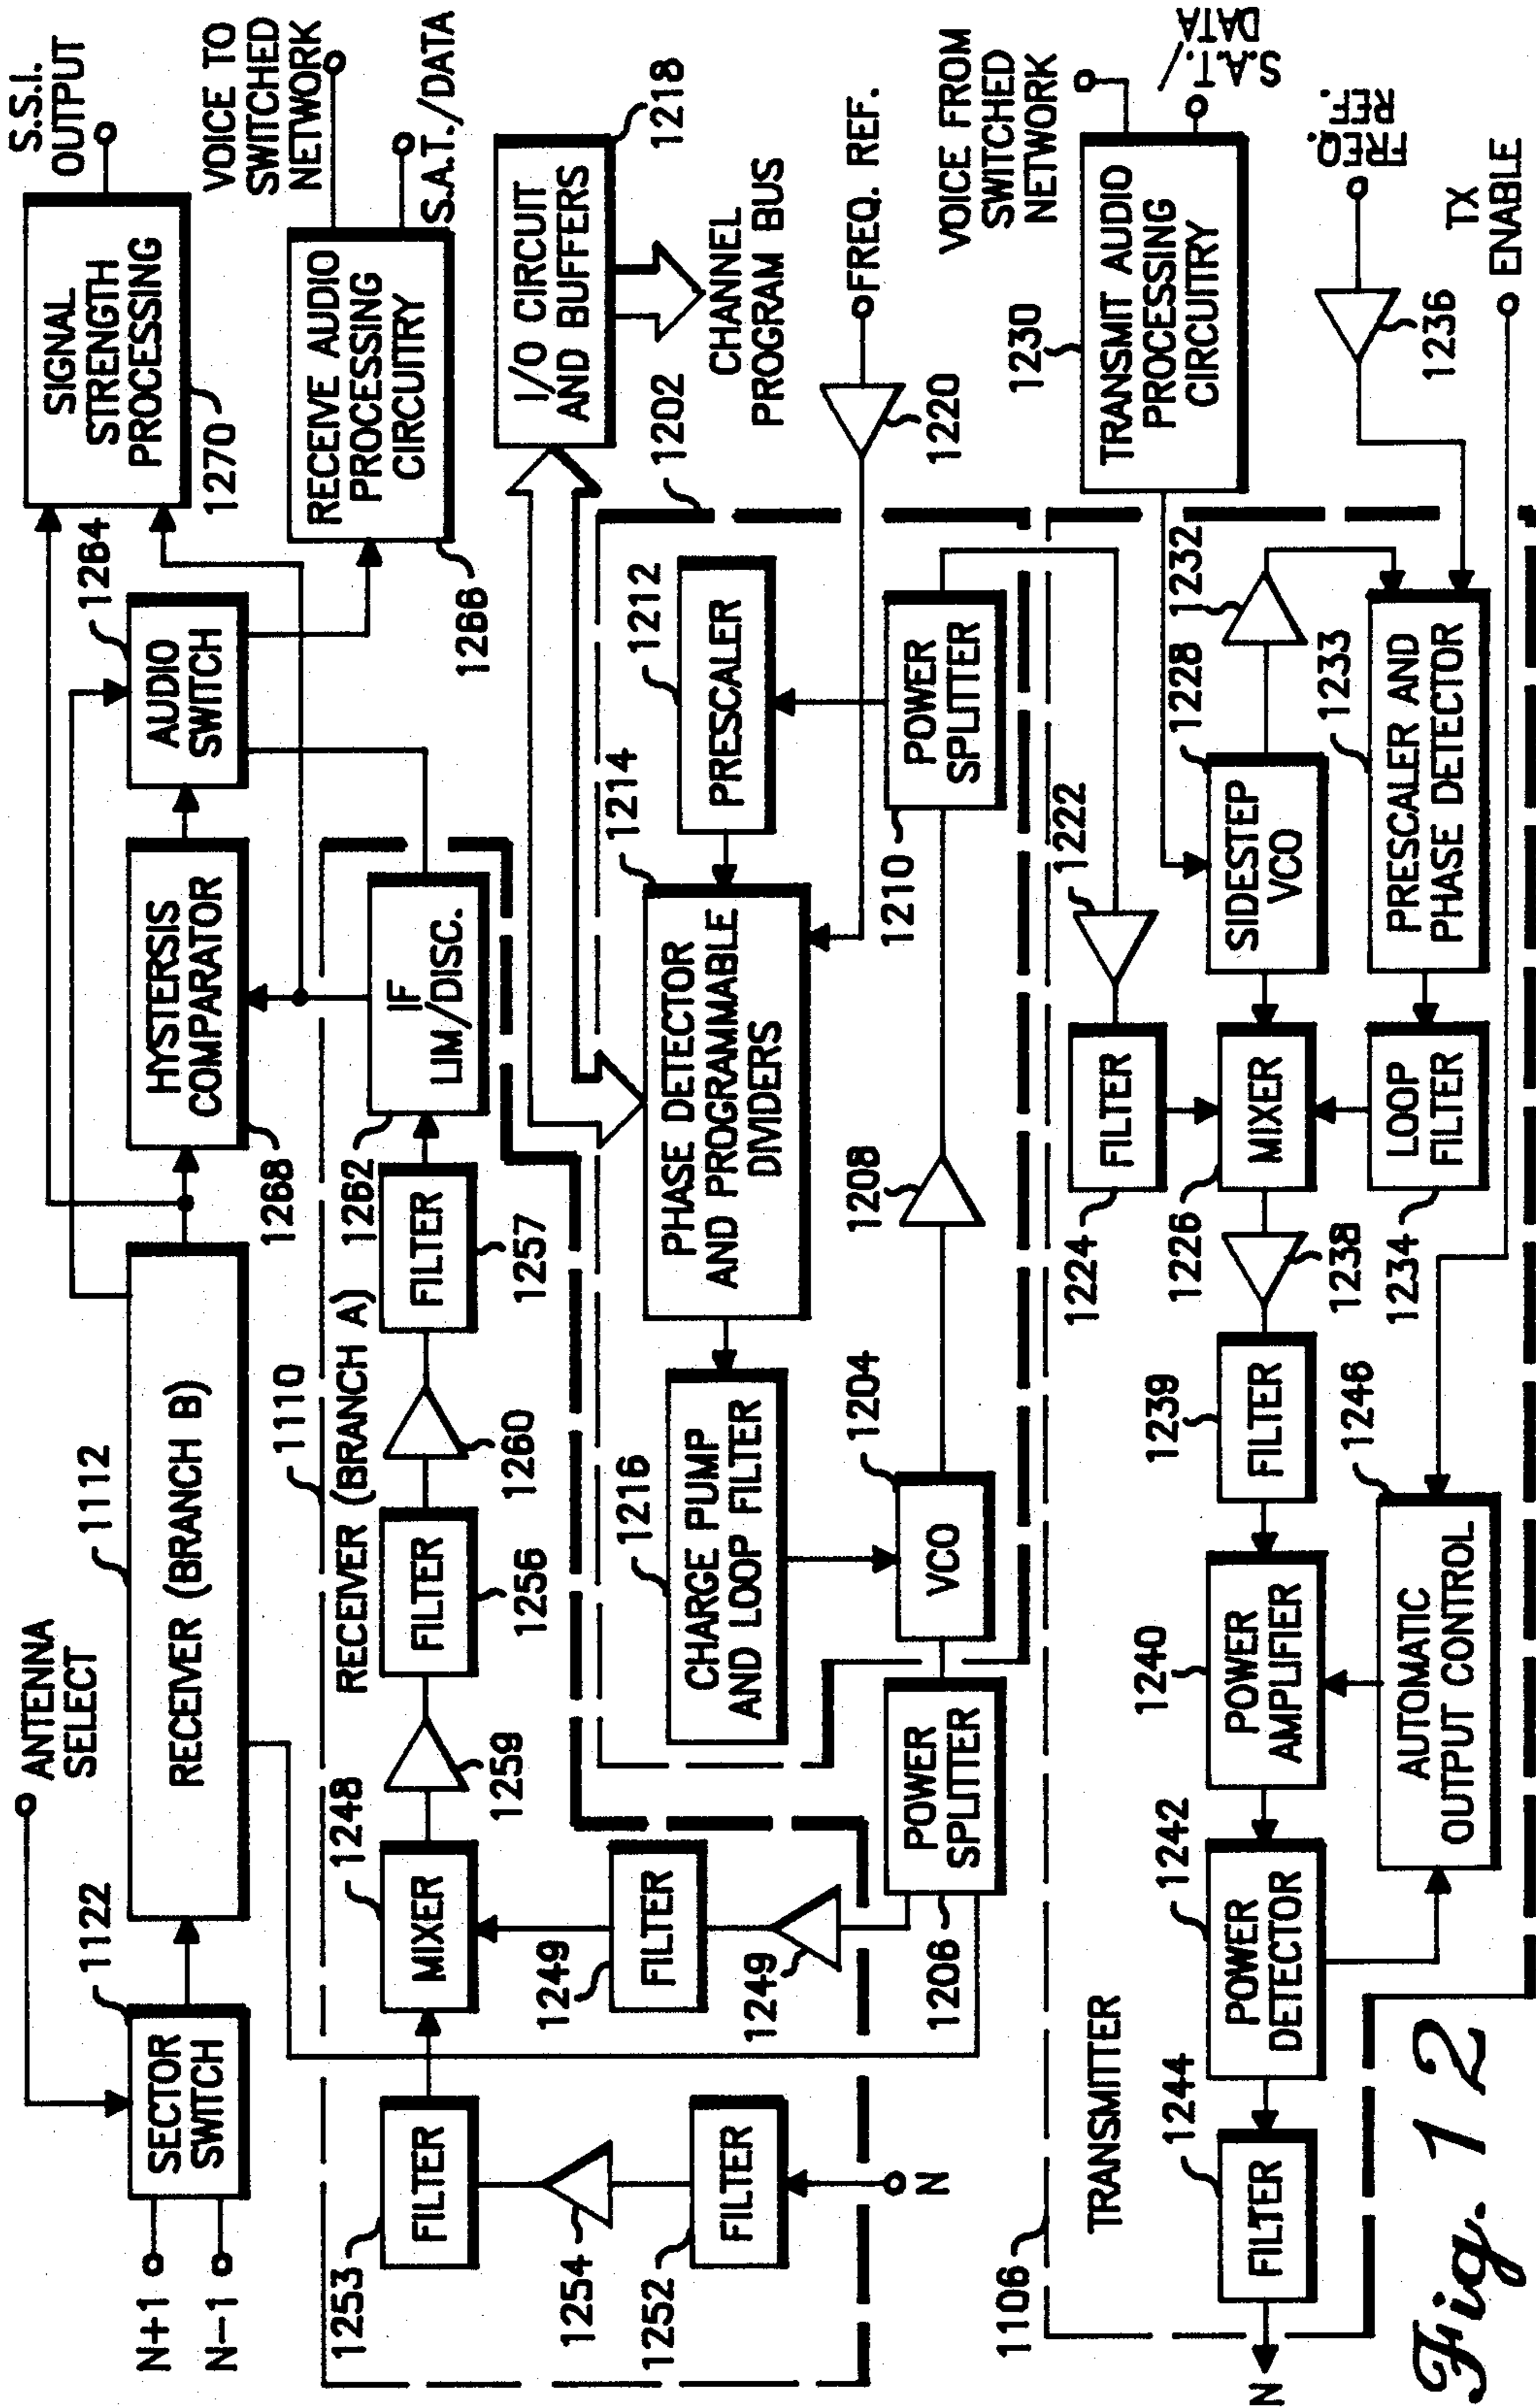 ANTENNA
SELECT
N+1
N−1
1122
SECTOR
SWITCH
1112
RECEIVER (BRANCH B)
HYSTERSIS
COMPARATOR
1268
AUDIO
SWITCH
1264
SIGNAL
STRENGTH
PROCESSING
1270
S.S.I.
OUTPUT
RECEIVE AUDIO
PROCESSING
CIRCUITRY
1266
VOICE TO
SWITCHED
NETWORK
S.A.T./DATA
1110
RECEIVER (BRANCH A)
1253
FILTER
1254
1252
FILTER
N
1248
MIXER
1249
FILTER
1249
1259
FILTER
1256
1260
FILTER
1257
1262
IF
LIM/DISC.
I/O CIRCUIT
AND BUFFERS
1218
CHANNEL
PROGRAM BUS
1202
1216
CHARGE PUMP
AND LOOP FILTER
PHASE DETECTOR
AND PROGRAMMABLE
DIVIDERS
1214
PRESCALER
1212
1220
FREQ. REF.
POWER
SPLITTER
1206
1204
VCO
1208
1210
POWER
SPLITTER
1106
TRANSMITTER
N
1244
FILTER
1242
POWER
DETECTOR
1240
POWER
AMPLIFIER
1239
FILTER
1238
1226
MIXER
1224
FILTER
1222
1228
SIDESTEP
VCO
1232
1230
TRANSMIT AUDIO
PROCESSING
CIRCUITRY
VOICE FROM
SWITCHED
NETWORK
S.A.T./
DATA
1246
AUTOMATIC
OUTPUT CONTROL
1234
LOOP
FILTER
1233
PRESCALER AND
PHASE DETECTOR
1236
FREQ.
REF.
TX
ENABLE
Fig. 12